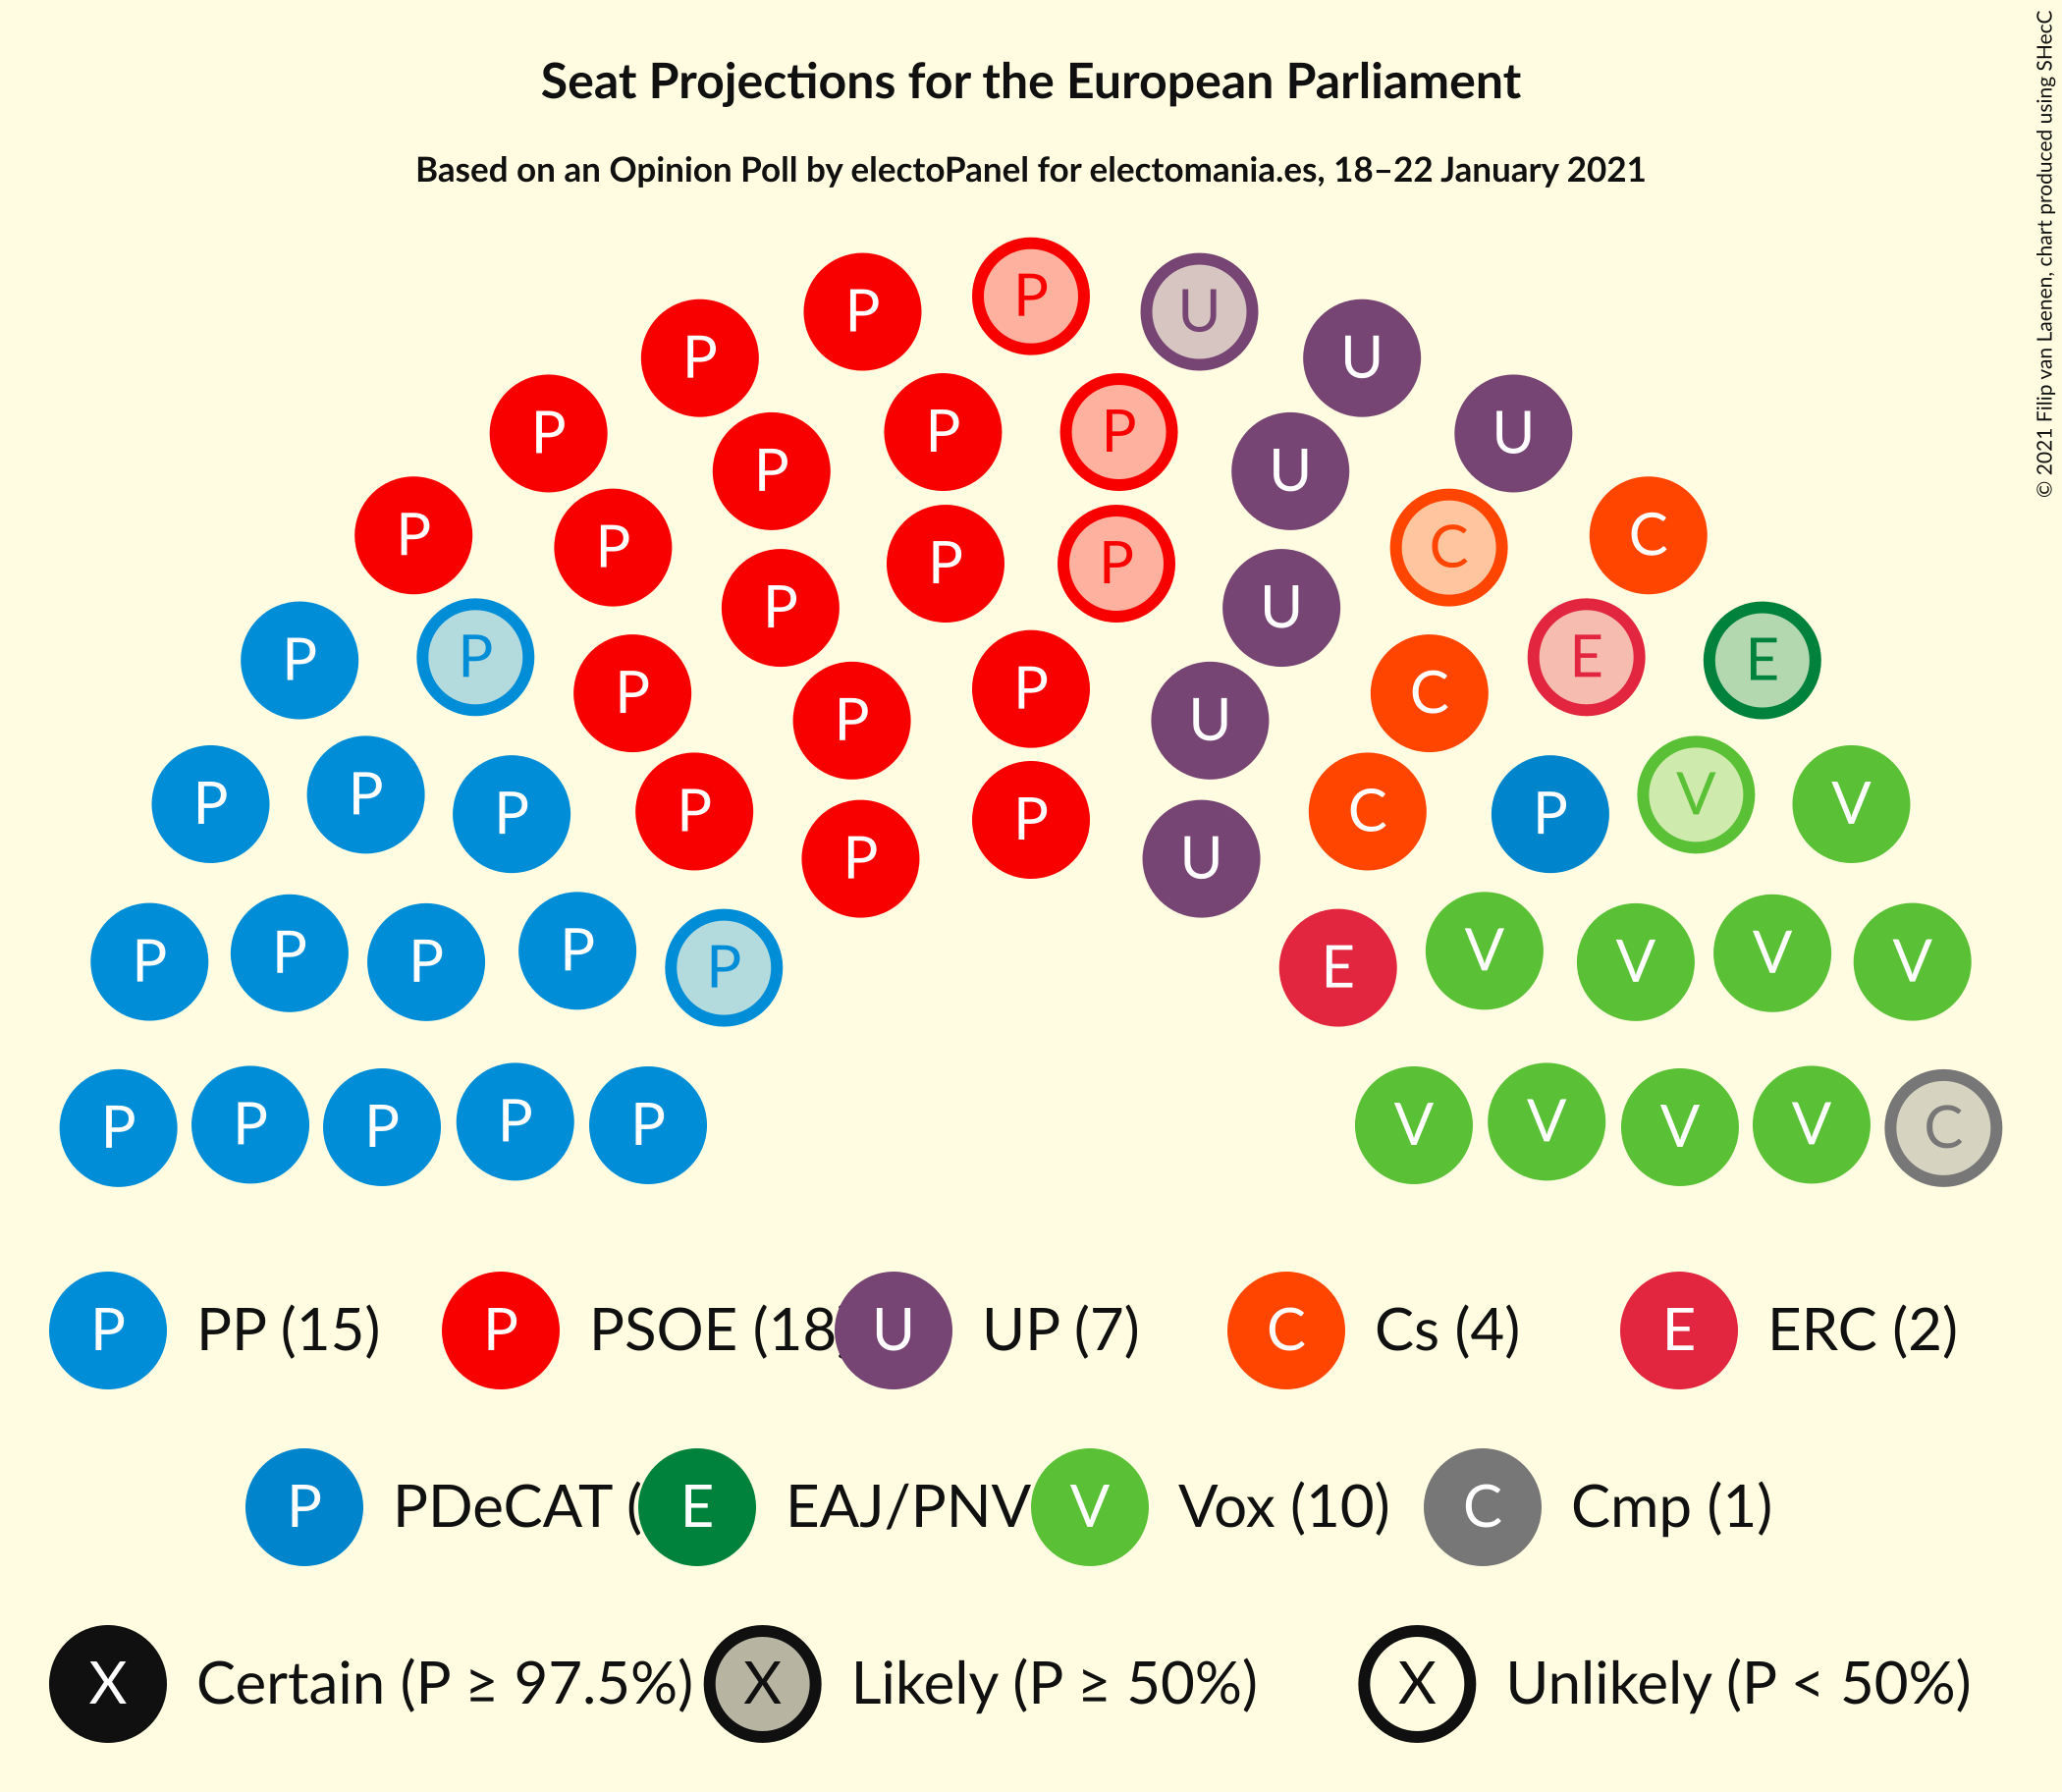 Seat Projections for the European Parliament
Based on an Opinion Poll by electoPanel for electomania.es, 18–22 January 2021
© 2021 Filip van Laenen, chart produced using SHecC
P U
P U
P P P U
P P U U
P P C C
P P P P E E
P P P U
P P C
P P P P P C P V V
P U
P P P P P E V V V V
P P P P P V V V V C
P PP (15) P PSOE (18 U UP (7) C Cs (4) E ERC (2)
P PDeCAT ( E EAJ/PNV V Vox (10) C Cmp (1)
X Certain (P ≥ 97.5%) X Likely (P ≥ 50%) X Unlikely (P < 50%)